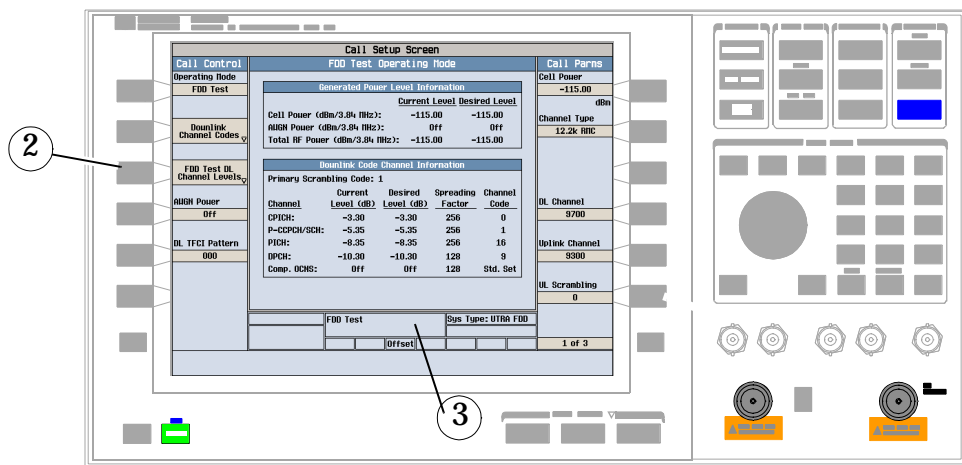 2
3
Call Setup Screen
Call Control
Operating Mode
FDD Test
Downlink
Channel Codes
FDD Test DL
Channel Levels
AWGN Power
Off
DL TFCI Pattern
000
FDD Test Operating Mode
Generated Power Level Information
Current Level Desired Level
Cell Power (dBm/3.84 MHz): -115.00 -115.00
AWGN Power (dBm/3.84 MHz): Off Off
Total RF Power (dBm/3.84 MHz): -115.00 -115.00
Downlink Code Channel Information
Primary Scrambling Code: 1
Current Desired Spreading Channel
Channel Level (dB) Level (dB) Factor Code
CPICH: -3.30 -3.30 256 0
P-CCPCH/SCH: -5.35 -5.35 256 1
PICH: -8.35 -8.35 256 16
DPCH: -10.30 -10.30 128 9
Comp. OCNS: Off Off 128 Std. Set
FDD Test
Sys Type: UTRA FDD
Offset
Call Parms
Cell Power
-115.00
dBm
Channel Type
12.2k RMC
DL Channel
9700
Uplink Channel
9300
UL Scrambling
0
1 of 3